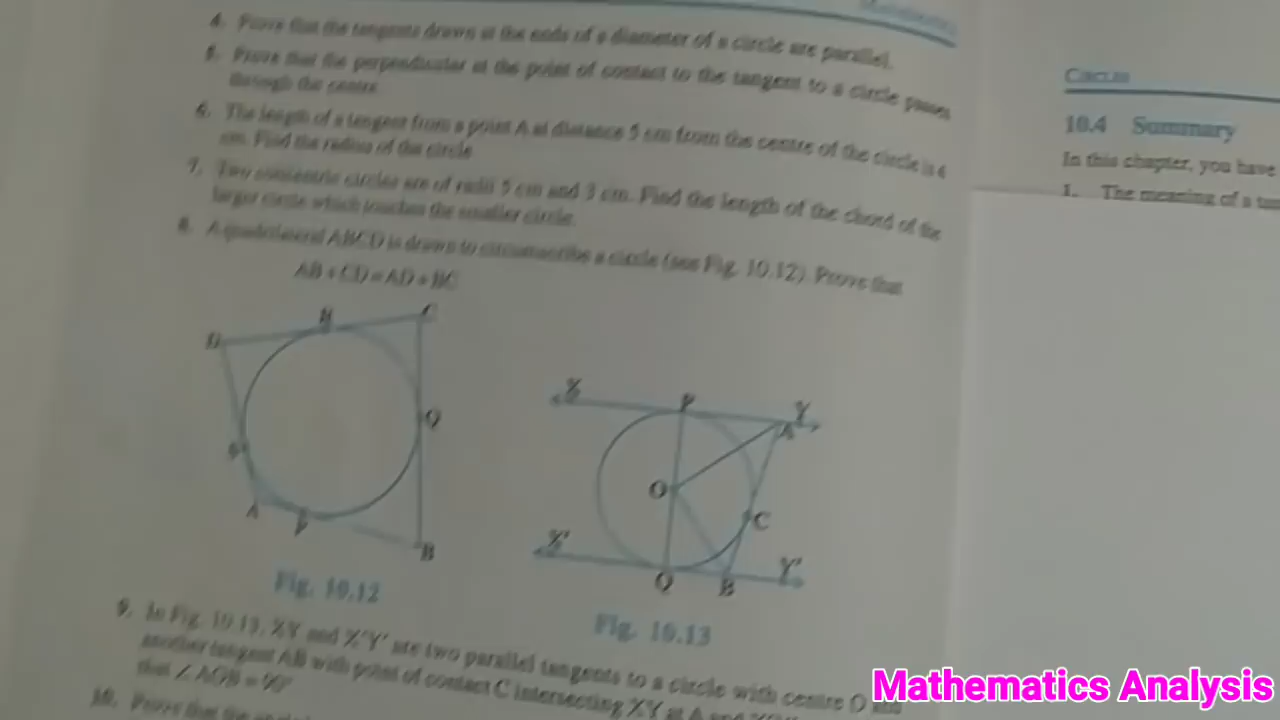 4. Prove that the tangents drawn at the ends of a diameter of a circle are parallel.
5. Prove that the perpendicular at the point of contact to the tangent to a circle passes
through the centre.
6. The length of a tangent from a point A at distance 5 cm from the centre of the circle is 4
cm. Find the radius of the circle.
7. Two concentric circles are of radii 5 cm and 3 cm. Find the length of the chord of the
larger circle which touches the smaller circle.
8. A quadrilateral ABCD is drawn to circumscribe a circle (see Fig. 10.12). Prove that
AB + CD = AD + BC
D
R
C
Q
S
A
P
B
Fig. 10.12
X
P
Y
A
O
C
X'
Q
B
Y'
Fig. 10.13
9. In Fig. 10.13, XY and X'Y' are two parallel tangents to a circle with centre O and
another tangent AB with point of contact C intersecting XY at A and
that ∠ AOB = 90°
10. Prove that the
10.4 Summary
In this chapter, you have
1. The meaning of a
Mathematics Analysis